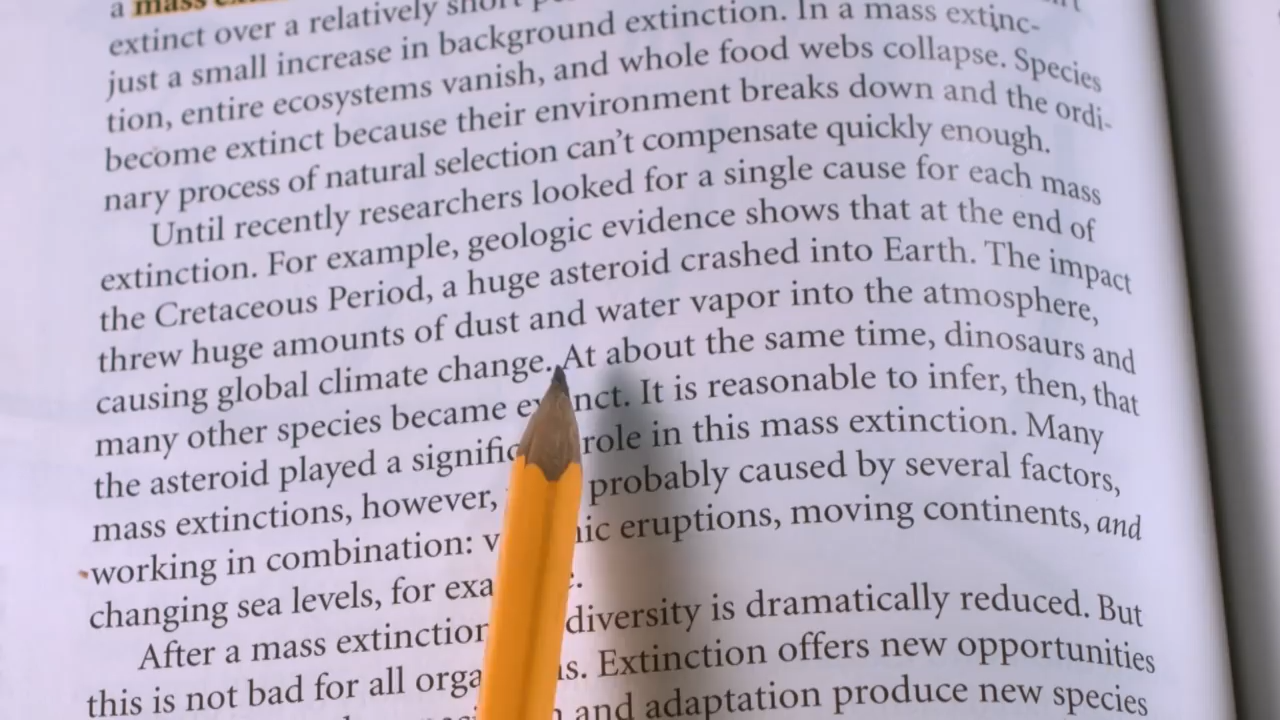 a mass
extinct over a relatively short
just a small increase in background extinction. In a mass extinc-
tion, entire ecosystems vanish, and whole food webs collapse. Species
become extinct because their environment breaks down and the ordi-
nary process of natural selection can't compensate quickly enough.
Until recently researchers looked for a single cause for each mass
extinction. For example, geologic evidence shows that at the end of
the Cretaceous Period, a huge asteroid crashed into Earth. The impact
threw huge amounts of dust and water vapor into the atmosphere,
causing global climate change. At about the same time, dinosaurs and
many other species became nct. It is reasonable to infer, then, that
the asteroid played a signific role in this mass extinction. Many
mass extinctions, however, probably caused by several factors,
working in combination: v ic eruptions, moving continents, and
changing sea levels, for exa
After a mass extinction diversity is dramatically reduced. But
this is not bad for all orga s. Extinction offers new opportunities
and adaptation produce new species